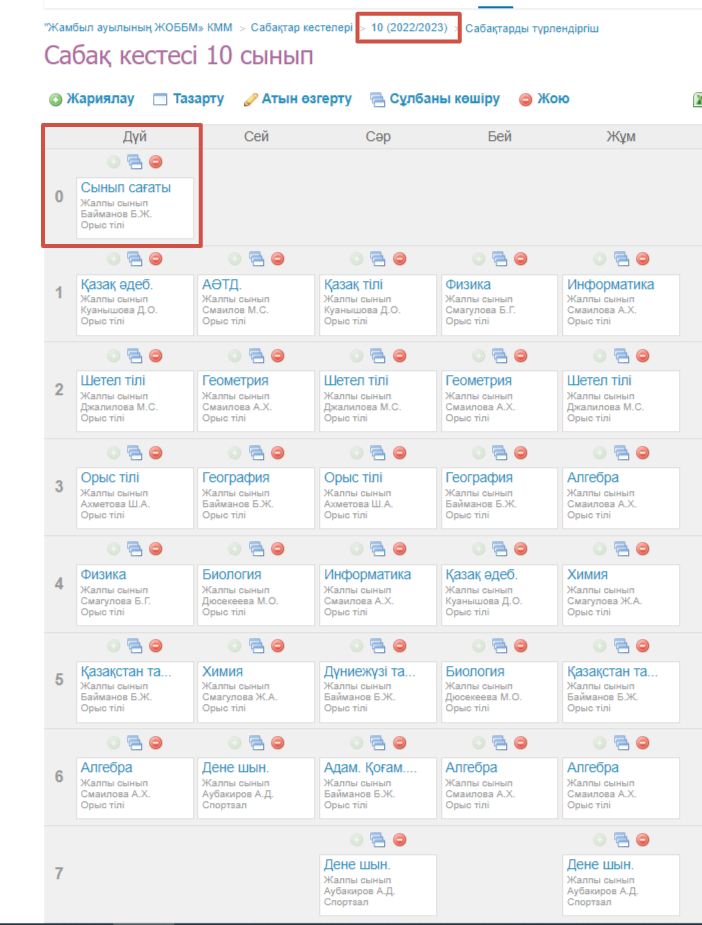 "Жамбыл ауылының ЖОББМ» КММ > Сабақтар кестелері > 10 (2022/2023) > Сабақтарды түрлендіргіш
Сабақ кестесі 10 сынып
Жариялау Тазарту Атын өзгерту Сұлбаны көшіру Жою
Дүй Сей Сәр Бей Жұм
0
Сынып сағаты
Жалпы сынып
Байманов Б.Ж.
Орыс тілі
1
Қазақ әдеб. АӘТД. Қазақ тілі Физика Информатика
Жалпы сынып Жалпы сынып Жалпы сынып Жалпы сынып Жалпы сынып
Куанышова Д.О. Смаилов М.С. Куанышова Д.О. Смагулова Б.Г. Смаилова А.Х.
Орыс тілі Орыс тілі Орыс тілі Орыс тілі Орыс тілі
2
Шетел тілі Геометрия Шетел тілі Геометрия Шетел тілі
Жалпы сынып Жалпы сынып Жалпы сынып Жалпы сынып Жалпы сынып
Джалилова М.С. Смаилова А.Х. Джалилова М.С. Смаилова А.Х. Джалилова М.С.
Орыс тілі Орыс тілі Орыс тілі Орыс тілі Орыс тілі
3
Орыс тілі География Орыс тілі География Алгебра
Жалпы сынып Жалпы сынып Жалпы сынып Жалпы сынып Жалпы сынып
Ахметова Ш.А. Байманов Б.Ж. Ахметова Ш.А. Байманов Б.Ж. Смаилова А.Х.
Орыс тілі Орыс тілі Орыс тілі Орыс тілі Орыс тілі
4
Физика Биология Информатика Қазақ әдеб. Химия
Жалпы сынып Жалпы сынып Жалпы сынып Жалпы сынып Жалпы сынып
Смагулова Б.Г. Дюсекеева М.О. Смаилова А.Х. Куанышова Д.О. Смагулова Ж.А.
Орыс тілі Орыс тілі Орыс тілі Орыс тілі Орыс тілі
5
Қазақстан та... Химия Дүниежүзі та... Биология Қазақстан та...
Жалпы сынып Жалпы сынып Жалпы сынып Жалпы сынып Жалпы сынып
Байманов Б.Ж. Смагулова Ж.А. Байманов Б.Ж. Дюсекеева М.О. Байманов Б.Ж.
Орыс тілі Орыс тілі Орыс тілі Орыс тілі Орыс тілі
6
Алгебра Дене шын. Адам. Қоғам.... Алгебра Алгебра
Жалпы сынып Жалпы сынып Жалпы сынып Жалпы сынып Жалпы сынып
Смаилова А.Х. Аубакиров А.Д. Байманов Б.Ж. Смаилова А.Х. Смаилова А.Х.
Орыс тілі Спортзал Орыс тілі Орыс тілі Орыс тілі
7
Дене шын. Дене шын.
Жалпы сынып Жалпы сынып
Аубакиров А.Д. Аубакиров А.Д.
Спортзал Спортзал